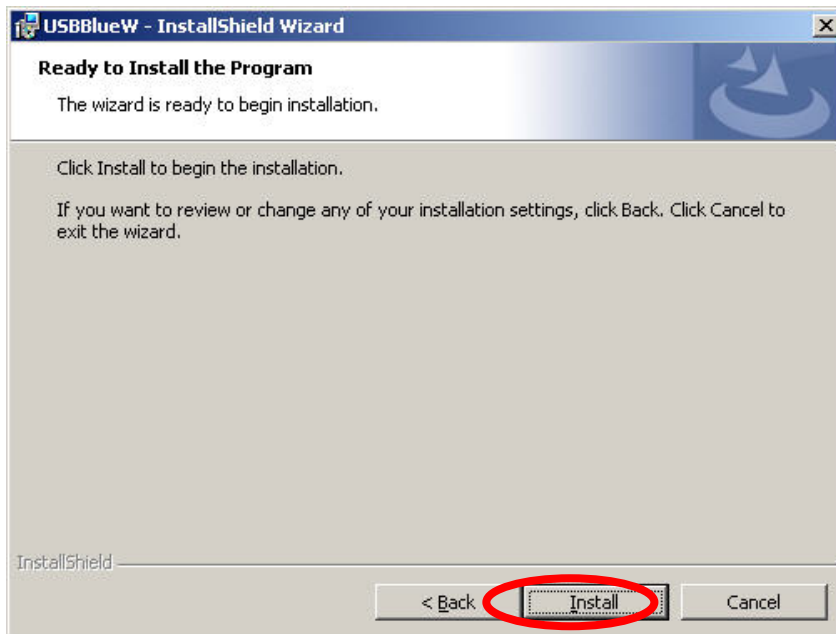 USBBlueW - InstallShield Wizard
Ready to Install the Program
The wizard is ready to begin installation.
Click Install to begin the installation.
If you want to review or change any of your installation settings, click Back. Click Cancel to
exit the wizard.
InstallShield
< Back
Install
Cancel